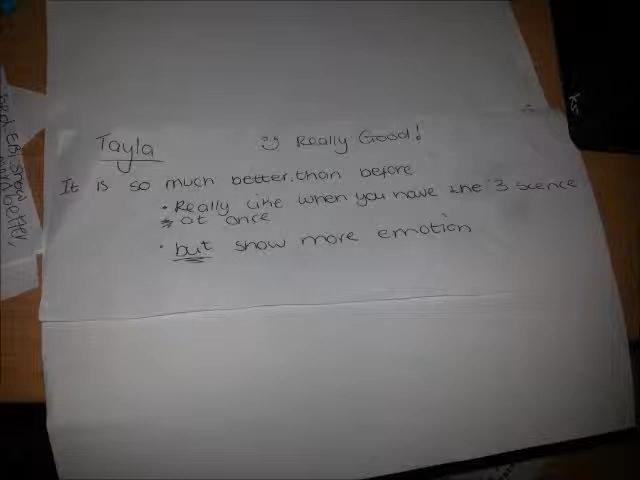 Tayla
☺ Really Good!
It is so much better than before
• Really like when you have the 3 scence
at once
• but show more emotion